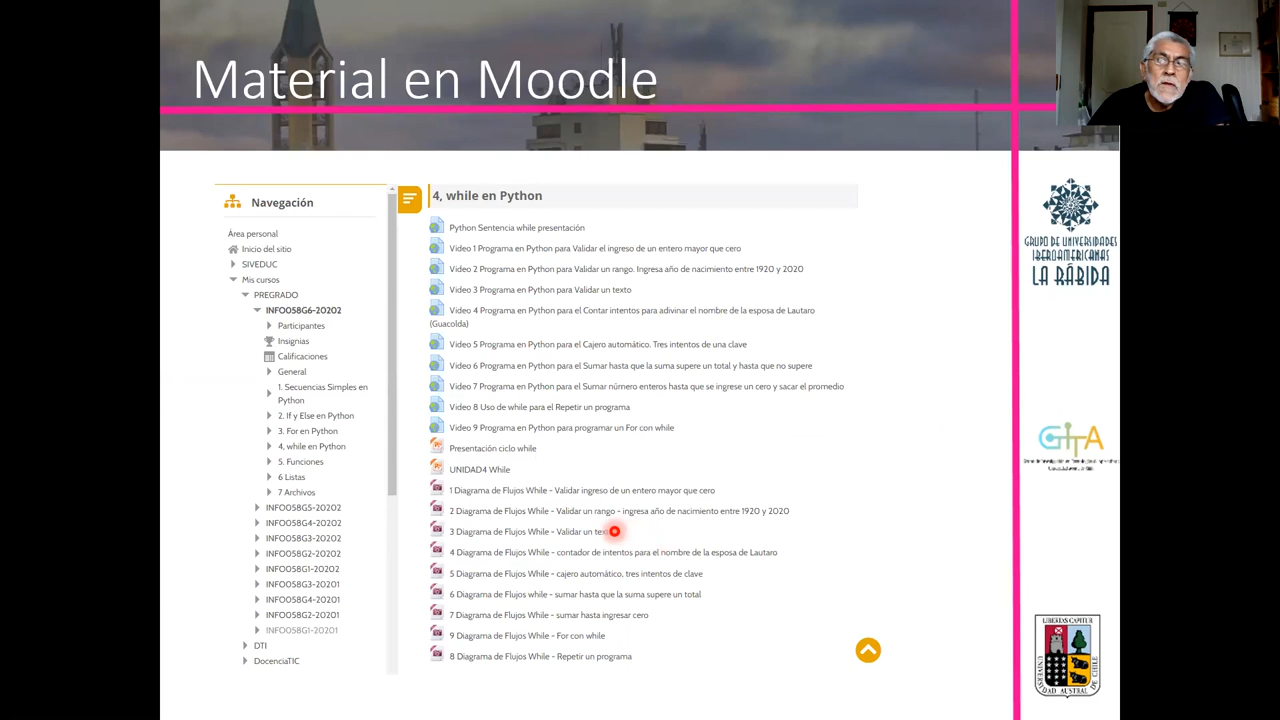 Material en Moodle
Navegación
Área personal
Inicio del sitio
SIVEDUC
Mis cursos
PREGRADO
INFO058G6-20202
Participantes
Insignias
Calificaciones
General
1. Secuencias Simples en
Python
2. If y Else en Python
3. For en Python
4, while en Python
5. Funciones
6 Listas
7 Archivos
INFO058G5-20202
INFO058G4-20202
INFO058G3-20202
INFO058G2-20202
INFO058G1-20202
INFO058G3-20201
INFO058G4-20201
INFO058G2-20201
INFO058G1-20201
DTI
DocenciaTIC
4, while en Python
Python Sentencia while presentación
Video 1 Programa en Python para Validar el ingreso de un entero mayor que cero
Video 2 Programa en Python para Validar un rango. Ingresa año de nacimiento entre 1920 y 2020
Video 3 Programa en Python para Validar un texto
Video 4 Programa en Python para el Contar intentos para adivinar el nombre de la esposa de Lautaro
(Guacolda)
Video 5 Programa en Python para el Cajero automático. Tres intentos de una clave
Video 6 Programa en Python para el Sumar hasta que la suma supere un total y hasta que no supere
Video 7 Programa en Python para el Sumar número enteros hasta que se ingrese un cero y sacar el promedio
Video 8 Uso de while para el Repetir un programa
Video 9 Programa en Python para programar un For con while
Presentación ciclo while
UNIDAD4 While
1 Diagrama de Flujos While - Validar ingreso de un entero mayor que cero
2 Diagrama de Flujos While - Validar un rango - ingresa año de nacimiento entre 1920 y 2020
3 Diagrama de Flujos While - Validar un tex
4 Diagrama de Flujos While - contador de intentos para el nombre de la esposa de Lautaro
5 Diagrama de Flujos While - cajero automático, tres intentos de clave
6 Diagrama de Flujos while - sumar hasta que la suma supere un total
7 Diagrama de Flujos While - sumar hasta ingresar cero
9 Diagrama de Flujos While - For con while
8 Diagrama de Flujos While - Repetir un programa
GRUPO DE UNIVERSIDADES
IBEROAMERICANAS
LA RÁBIDA
GITA
LIBERTAS CAPITUR
UNIVERSIDAD AUSTRAL DE CHILE